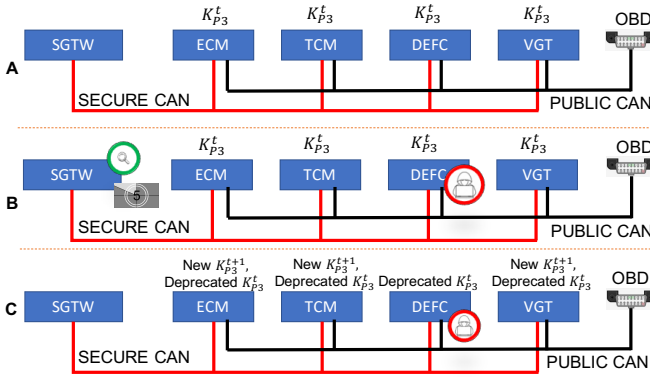 K_{P3}^t K_{P3}^t K_{P3}^t K_{P3}^t OBD
SGTW ECM TCM DEFC VGT
A
SECURE CAN PUBLIC CAN
K_{P3}^t K_{P3}^t K_{P3}^t K_{P3}^t OBD
SGTW ECM TCM DEFC VGT
5
B
SECURE CAN PUBLIC CAN
New K_{P3}^{t+1}, New K_{P3}^{t+1}, New K_{P3}^{t+1},
Deprecated K_{P3}^t Deprecated K_{P3}^t Deprecated K_{P3}^t Deprecated K_{P3}^t OBD
C SGTW ECM TCM DEFC VGT
SECURE CAN PUBLIC CAN